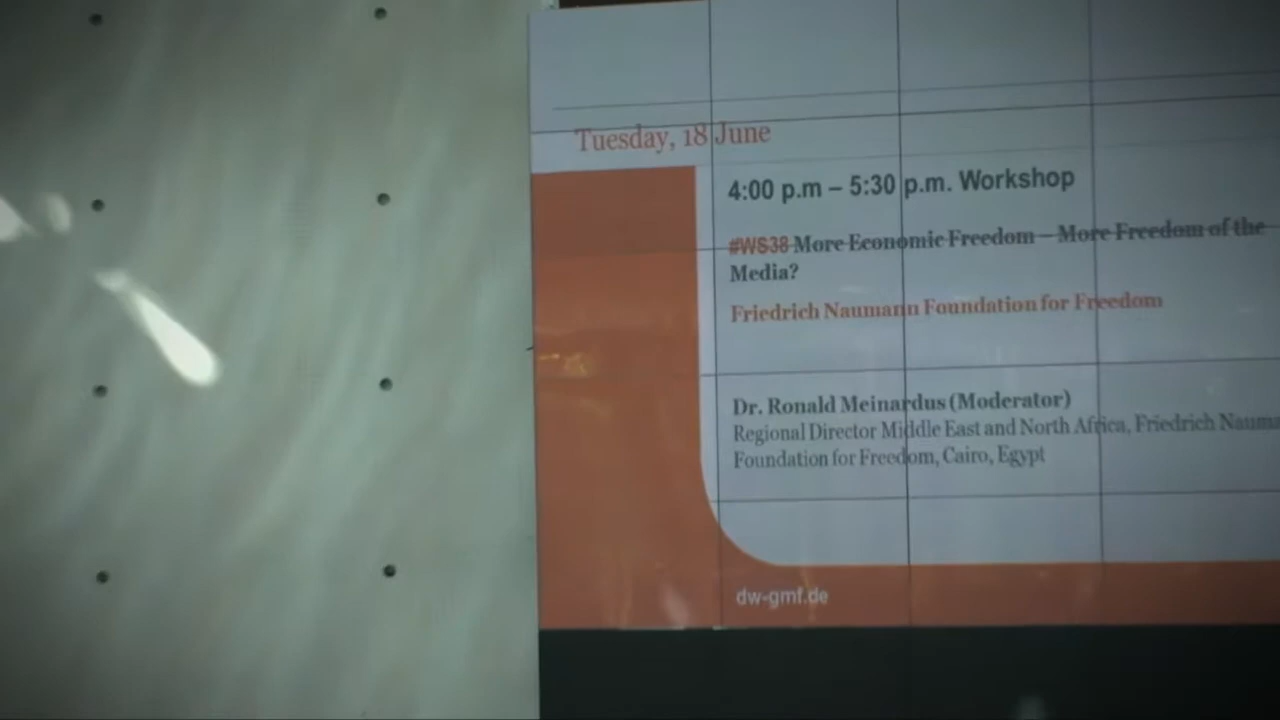 Tuesday, 18 June
4:00 p.m – 5:30 p.m. Workshop
#WS38 More Economic Freedom – More Freedom of the
Media?
Friedrich Naumann Foundation for Freedom
Dr. Ronald Meinardus (Moderator)
Regional Director Middle East and North Africa, Friedrich Nauma
Foundation for Freedom, Cairo, Egypt
dw-gmf.de